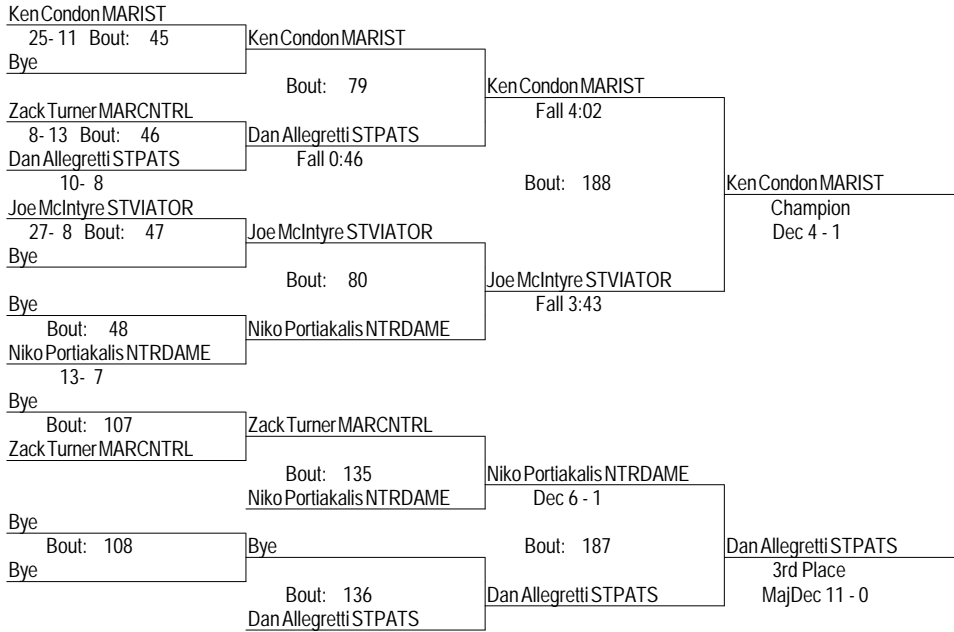 Ken Condon MARIST
25- 11 Bout: 45
Ken Condon MARIST
Bye
Bout: 79
Ken Condon MARIST
Zack Turner MARCNTRL
Fall 4:02
8- 13 Bout: 46
Dan Allegretti STPATS
Dan Allegretti STPATS
Fall 0:46
10- 8
Bout: 188
Ken Condon MARIST
Joe McIntyre STVIATOR
Champion
27- 8 Bout: 47
Joe McIntyre STVIATOR
Dec 4 - 1
Bye
Bout: 80
Joe McIntyre STVIATOR
Bye
Fall 3:43
Bout: 48
Niko Portiakalis NTRDAME
Niko Portiakalis NTRDAME
13- 7
Bye
Bout: 107
Zack Turner MARCNTRL
Zack Turner MARCNTRL
Bout: 135
Niko Portiakalis NTRDAME
Niko Portiakalis NTRDAME
Dec 6 - 1
Bye
Bout: 108
Bye
Bout: 187
Dan Allegretti STPATS
Bye
3rd Place
Bout: 136
Dan Allegretti STPATS
MajDec 11 - 0
Dan Allegretti STPATS